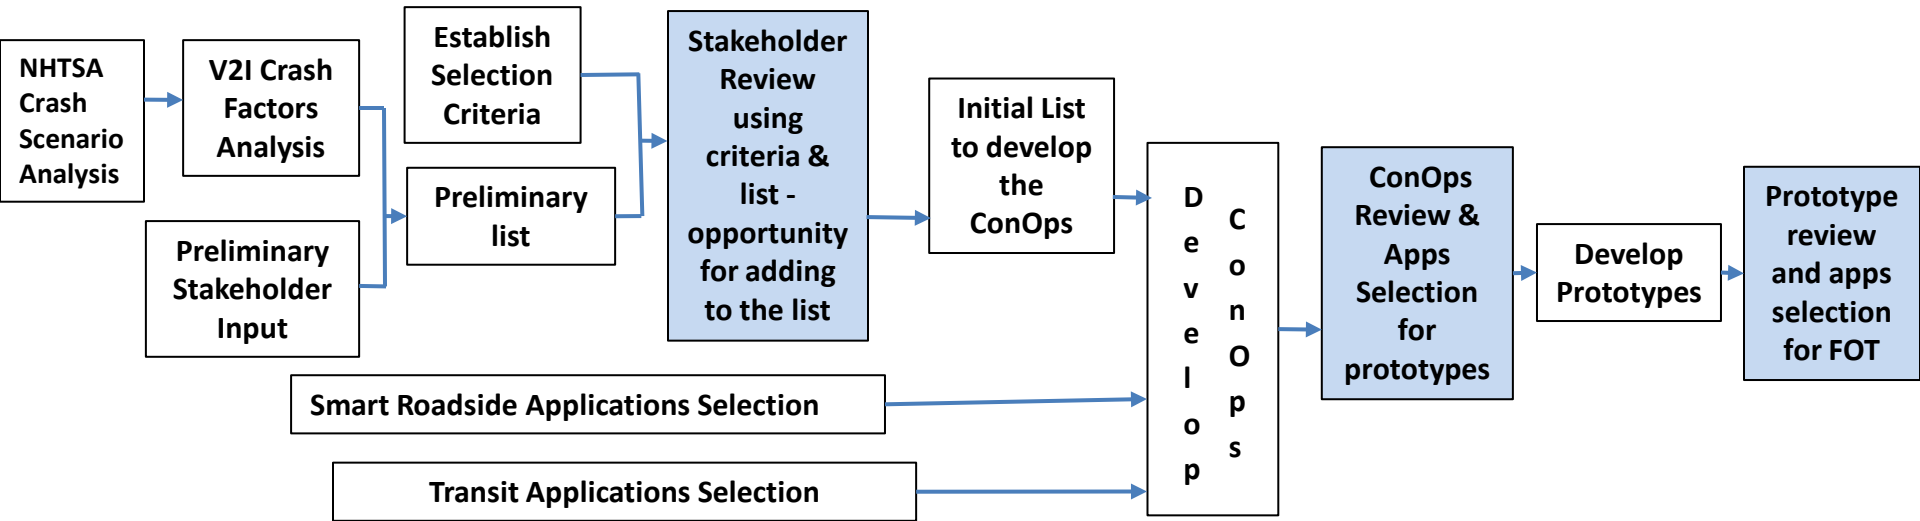 NHTSA
Crash
Scenario
Analysis
V2I Crash
Factors
Analysis
Preliminary
Stakeholder
Input
Establish
Selection
Criteria
Preliminary
list
Stakeholder
Review
using
criteria &
list -
opportunity
for adding
to the list
Initial List
to develop
the
ConOps
Smart Roadside Applications Selection
Transit Applications Selection
Develop
ConOps
ConOps
Review &
Apps
Selection
for
prototypes
Develop
Prototypes
Prototype
review
and apps
selection
for FOT